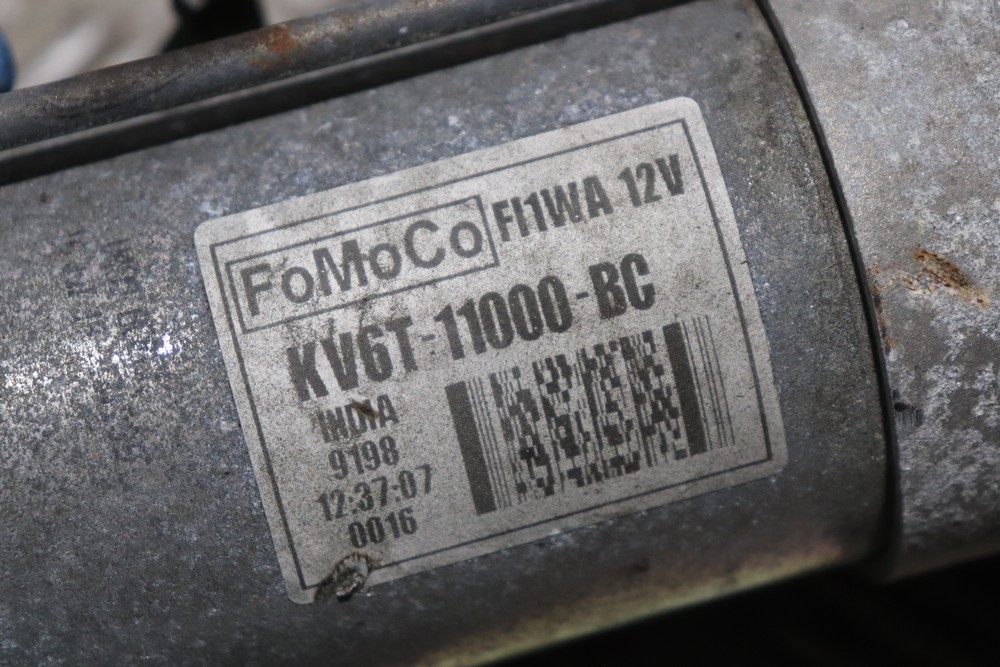 FoMoCo FI1WA 12V
KV6T-11000-BC
INDIA
9198
12:37:07
0016